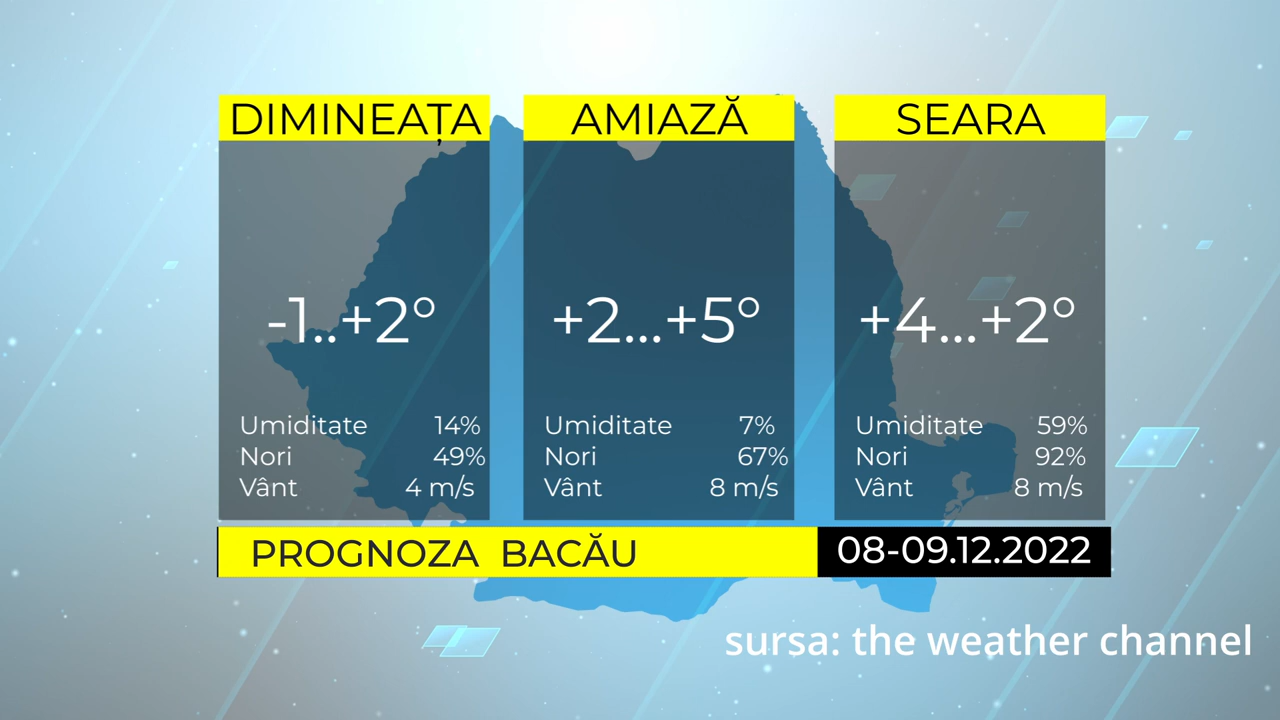 DIMINEAȚA
-1..+2°
Umiditate 14%
Nori 49%
Vânt 4 m/s
AMIAZĂ
+2...+5°
Umiditate 7%
Nori 67%
Vânt 8 m/s
SEARA
+4...+2°
Umiditate 59%
Nori 92%
Vânt 8 m/s
PROGNOZA BACĂU
08-09.12.2022
sursa: the weather channel